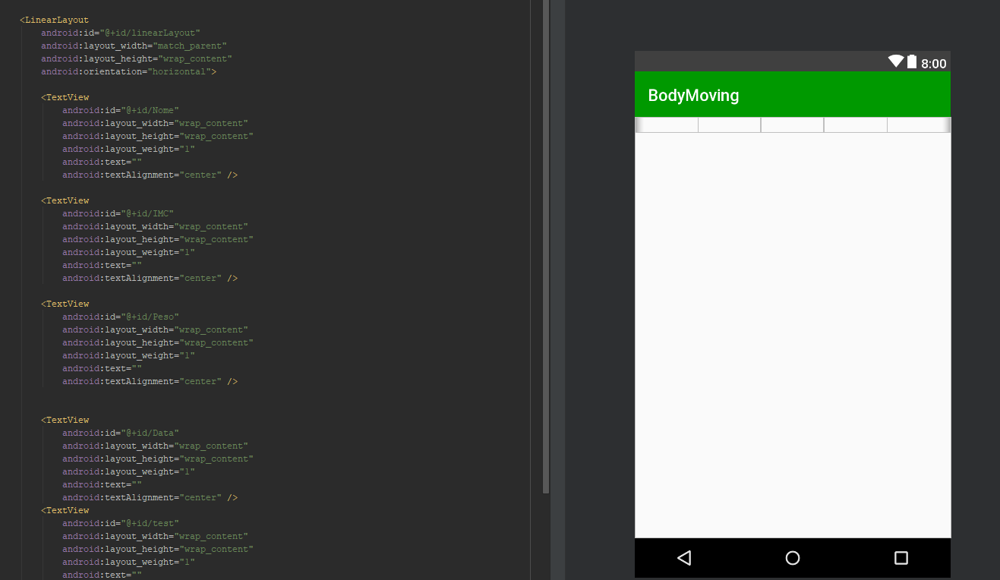 <LinearLayout
android:id="@+id/linearLayout"
android:layout_width="match_parent"
android:layout_height="wrap_content"
android:orientation="horizontal">
<TextView
android:id="@+id/Nome"
android:layout_width="wrap_content"
android:layout_height="wrap_content"
android:layout_weight="1"
android:text=""
android:textAlignment="center" />
<TextView
android:id="@+id/IMC"
android:layout_width="wrap_content"
android:layout_height="wrap_content"
android:layout_weight="1"
android:text=""
android:textAlignment="center" />
<TextView
android:id="@+id/Peso"
android:layout_width="wrap_content"
android:layout_height="wrap_content"
android:layout_weight="1"
android:text=""
android:textAlignment="center" />
<TextView
android:id="@+id/Data"
android:layout_width="wrap_content"
android:layout_height="wrap_content"
android:layout_weight="1"
android:text=""
android:textAlignment="center" />
<TextView
android:id="@+id/test"
android:layout_width="wrap_content"
android:layout_height="wrap_content"
android:layout_weight="1"
android:text=""
8:00
BodyMoving